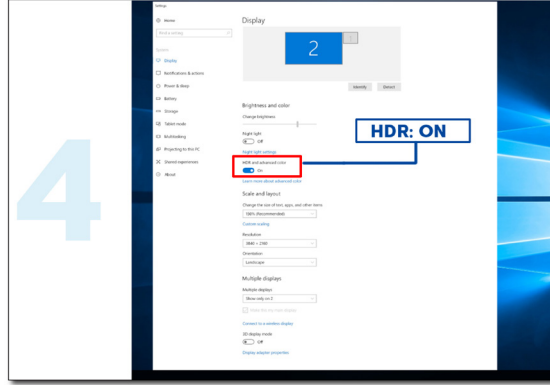 4
Settings
Home
Display
Find a setting
System
Display
Notifications & actions
Power & sleep
Battery
Storage
Tablet mode
Multitasking
Projecting to this PC
Shared experiences
About
2
1
Identify
Detect
Brightness and color
Change brightness
Night light
Off
Night light settings
HDR and advanced color
On
Learn more about advanced color
HDR: ON
Scale and layout
Change the size of text, apps, and other items
100% (Recommended)
Custom scaling
Resolution
3840 × 2160
Orientation
Landscape
Multiple displays
Multiple displays
Show only on 2
Make this my main display
Connect to a wireless display
3D display mode
Off
Display adapter properties